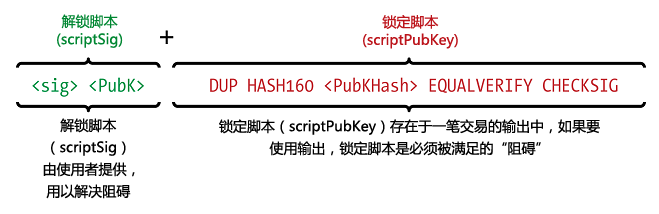 解锁脚本
(scriptSig)
+
锁定脚本
(scriptPubKey)
<sig> <PubK>
DUP HASH160 <PubKHash> EQUALVERIFY CHECKSIG
解锁脚本
（scriptSig）
由使用者提供，
用以解决阻碍
锁定脚本（scriptPubKey）存在于一笔交易的输出中，如果要
使用输出，锁定脚本是必须被满足的“阻碍”